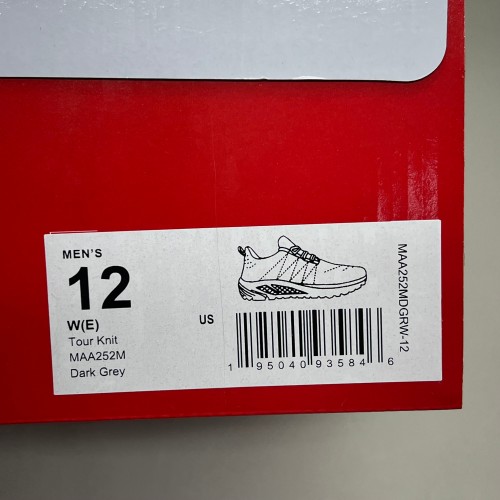 MEN'S
12
W(E)
US
Tour Knit
MAA252M
Dark Grey
MAA252MDGRW-12
1 95040 93584 6